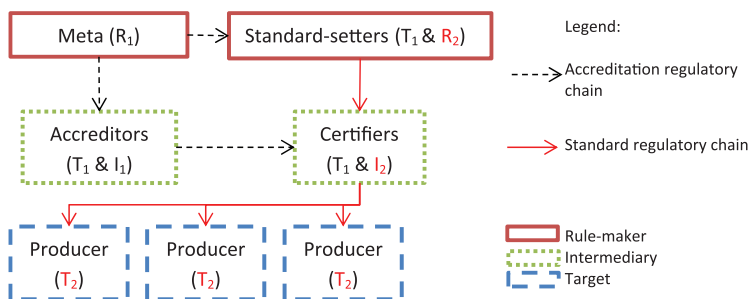 Meta (R₁)
Standard-setters (T₁ & R₂)
Accreditors
(T₁ & I₁)
Certifiers
(T₁ & I₂)
Producer
(T₂)
Producer
(T₂)
Producer
(T₂)
Legend:
Accreditation regulatory
chain
Standard regulatory chain
Rule-maker
Intermediary
Target